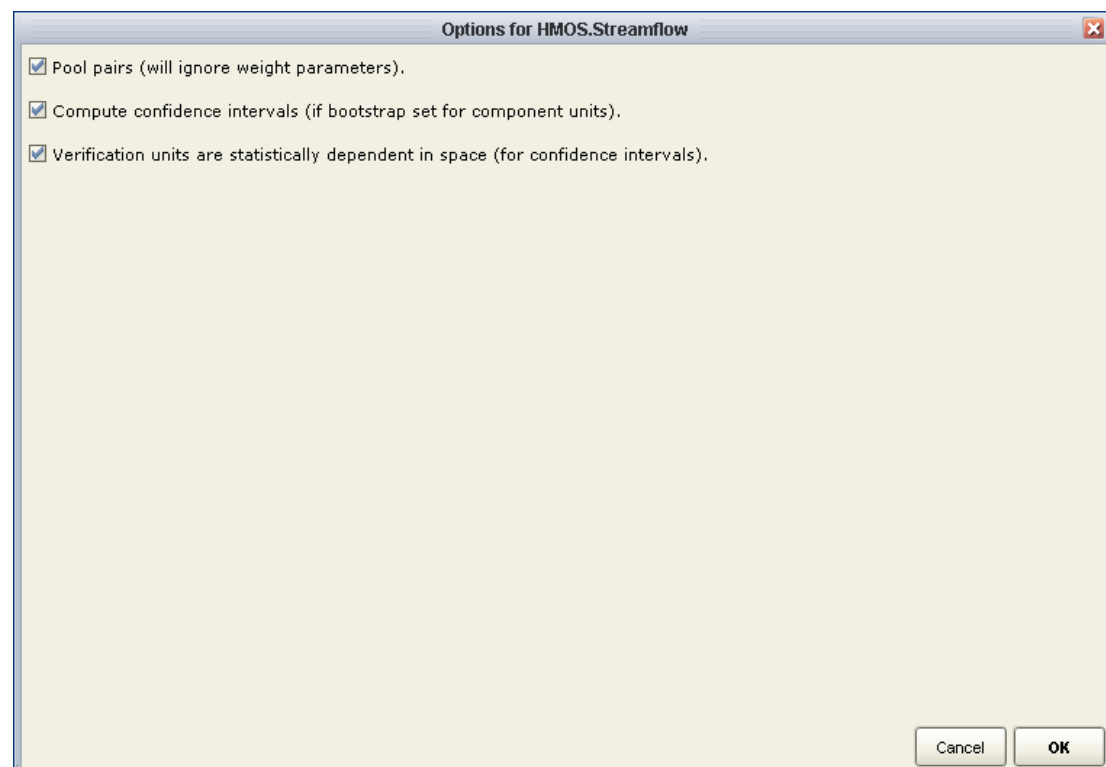 Options for HMOS.Streamflow
Pool pairs (will ignore weight parameters).
Compute confidence intervals (if bootstrap set for component units).
Verification units are statistically dependent in space (for confidence intervals).
Cancel
OK